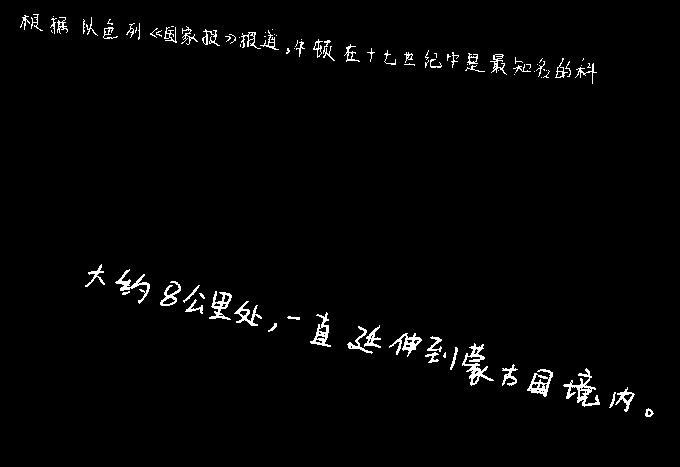 根据以色列《国家报》报道,牛顿在十七世纪中是最知名的科
大约8公里处,一直延伸到蒙古国境内。